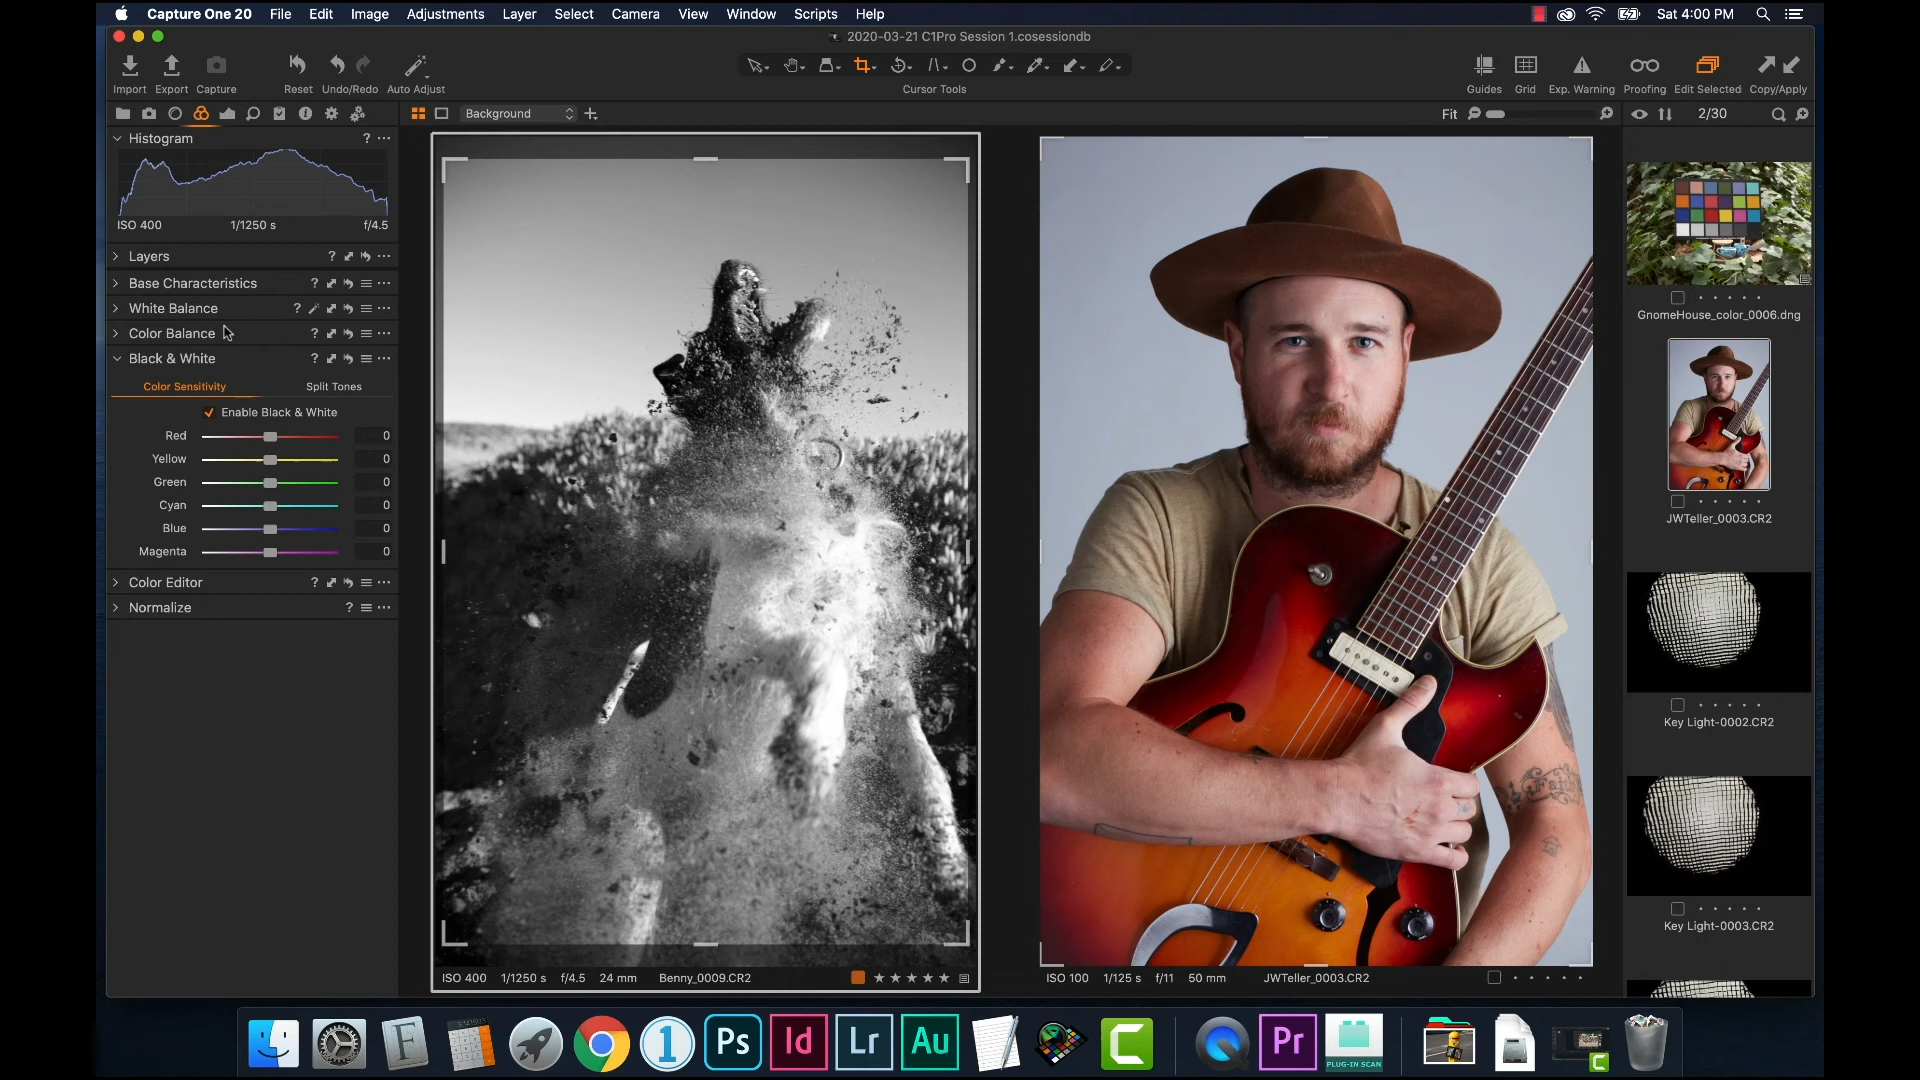 Capture One 20 File Edit Image Adjustments Layer Select Camera View Window Scripts Help Sat 4:00 PM
2020-03-21 C1Pro Session 1.cosessiondb
Import Export Capture Reset Undo/Redo Auto Adjust Cursor Tools Guides Grid Exp. Warning Proofing Edit Selected Copy/Apply
Background Fit 2/30
Histogram ? ...
ISO 400 1/1250 s f/4.5
Layers ? ...
Base Characteristics ? ...
White Balance ? ...
Color Balance ? ...
Black & White ? ...
Color Sensitivity Split Tones
Enable Black & White
Red 0
Yellow 0
Green 0
Cyan 0
Blue 0
Magenta 0
Color Editor ? ...
Normalize ? ...
ISO 400 1/1250 s f/4.5 24 mm Benny_0009.CR2
ISO 100 1/125 s f/11 50 mm JWTeller_0003.CR2
GnomeHouse_color_0006.dng
JWTeller_0003.CR2
Key Light-0002.CR2
Key Light-0003.CR2
F 1 Ps Id Lr Au C Pr
PLUG-IN SCAN